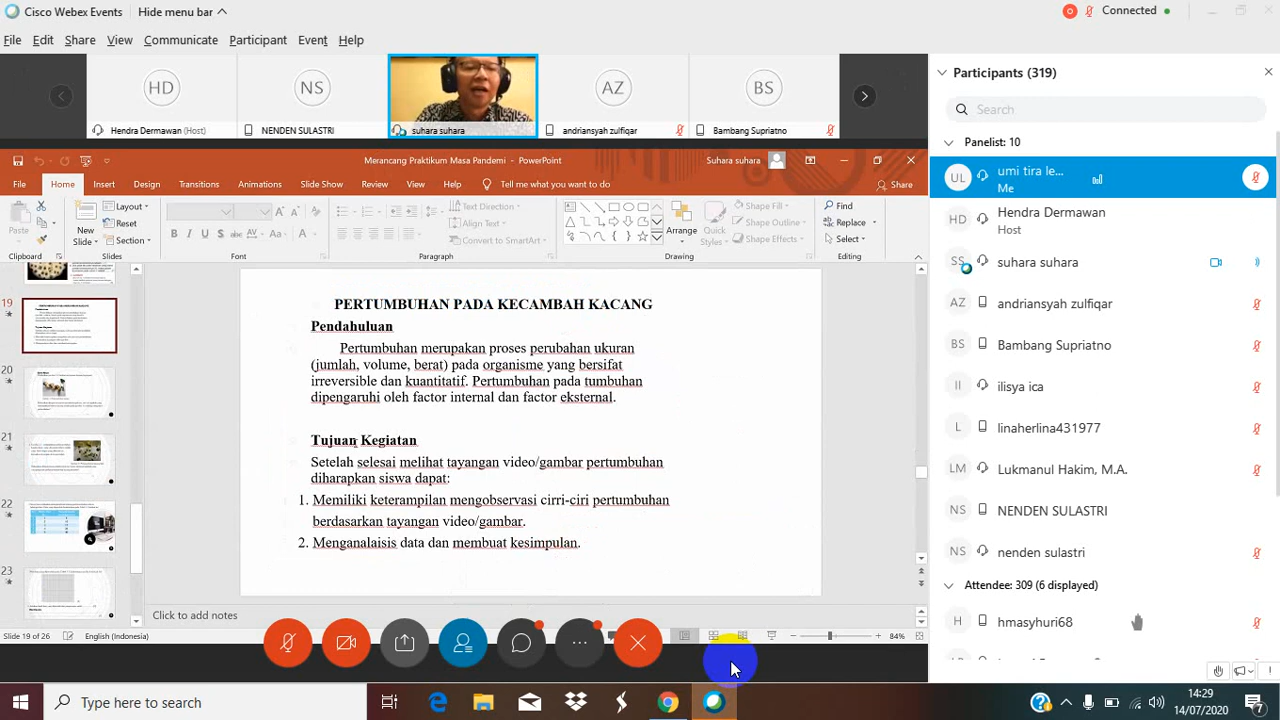 Cisco Webex Events Hide menu bar
Connected
File Edit Share View Communicate Participant Event Help
HD NS AZ BS
Hendra Dermawan (Host) NENDEN SULASTRI suhara suhara andriansyah zulfiqar Bambang Supriatno
Merancang Praktikum Masa Pandemi - PowerPoint Suhara suhara
File Home Insert Design Transitions Animations Slide Show Review View Help Tell me what you want to do Share
Paste New Slide Layout Reset Section
Text Direction Align Text Convert to SmartArt
Arrange Quick Styles Shape Fill Shape Outline Shape Effects
Find Replace Select
Clipboard Slides Font Paragraph Drawing Editing
19
20
21
22
23
PERTUMBUHAN PADA KECAMBAH KACANG
Pendahuluan
Pertumbuhan merupakan proses perubahan ukuran
(jumlah, volume, berat) pada organisme yang bersifat
irreversible dan kuantitatif. Pertumbuhan pada tumbuhan
dipengaruhi oleh factor internal dan factor eksternal.
Tujuan Kegiatan
Setelah selesai melihat tayangan video/gambar pertumbuhan
diharapkan siswa dapat:
1. Memiliki keterampilan mengobservasi cirri-ciri pertumbuhan
berdasarkan tayangan video/gambar.
2. Menganalaisis data dan membuat kesimpulan.
Click to add notes
Slide 19 of 26 English (Indonesia) 84%
Participants (319)
Search
Panelist: 10
UL umi tira le...
Me
HD Hendra Dermawan
Host
suhara suhara
AZ andriansyah zulfiqar
BS Bambang Supriatno
II ilisya ica
L linaherlina431977
LM Lukmanul Hakim, M.A.
NS NENDEN SULASTRI
NS nenden sulastri
Attendee: 309 (6 displayed)
H hmasyhuri68
Type here to search
14:29
14/07/2020